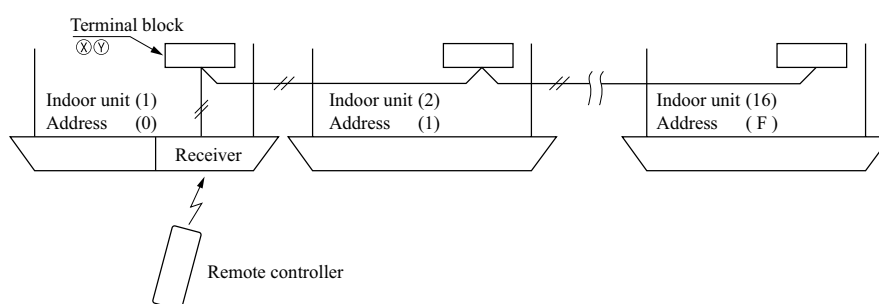 Terminal block
ⓍⓎ
Indoor unit (1)
Address (0)
Receiver
Indoor unit (2)
Address (1)
Indoor unit (16)
Address ( F )
Remote controller